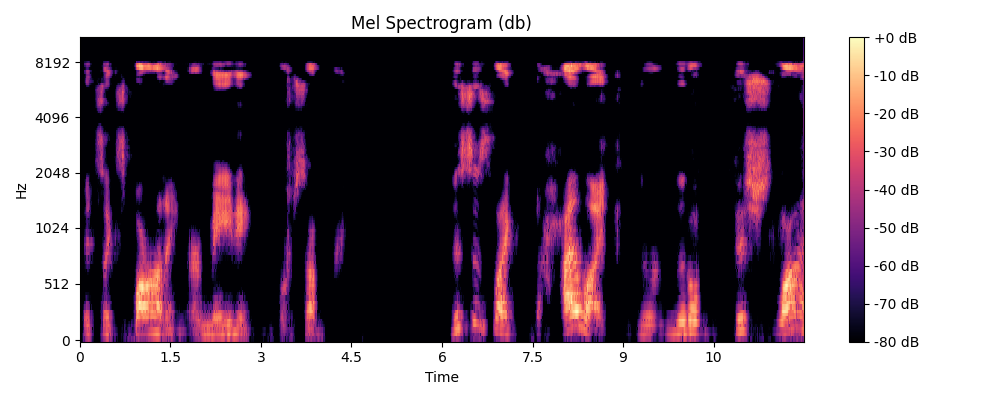 Mel Spectrogram (db)
8192
4096
2048
1024
512
0
Hz
0 1.5 3 4.5 6 7.5 9 10
Time
+0 dB
-10 dB
-20 dB
-30 dB
-40 dB
-50 dB
-60 dB
-70 dB
-80 dB